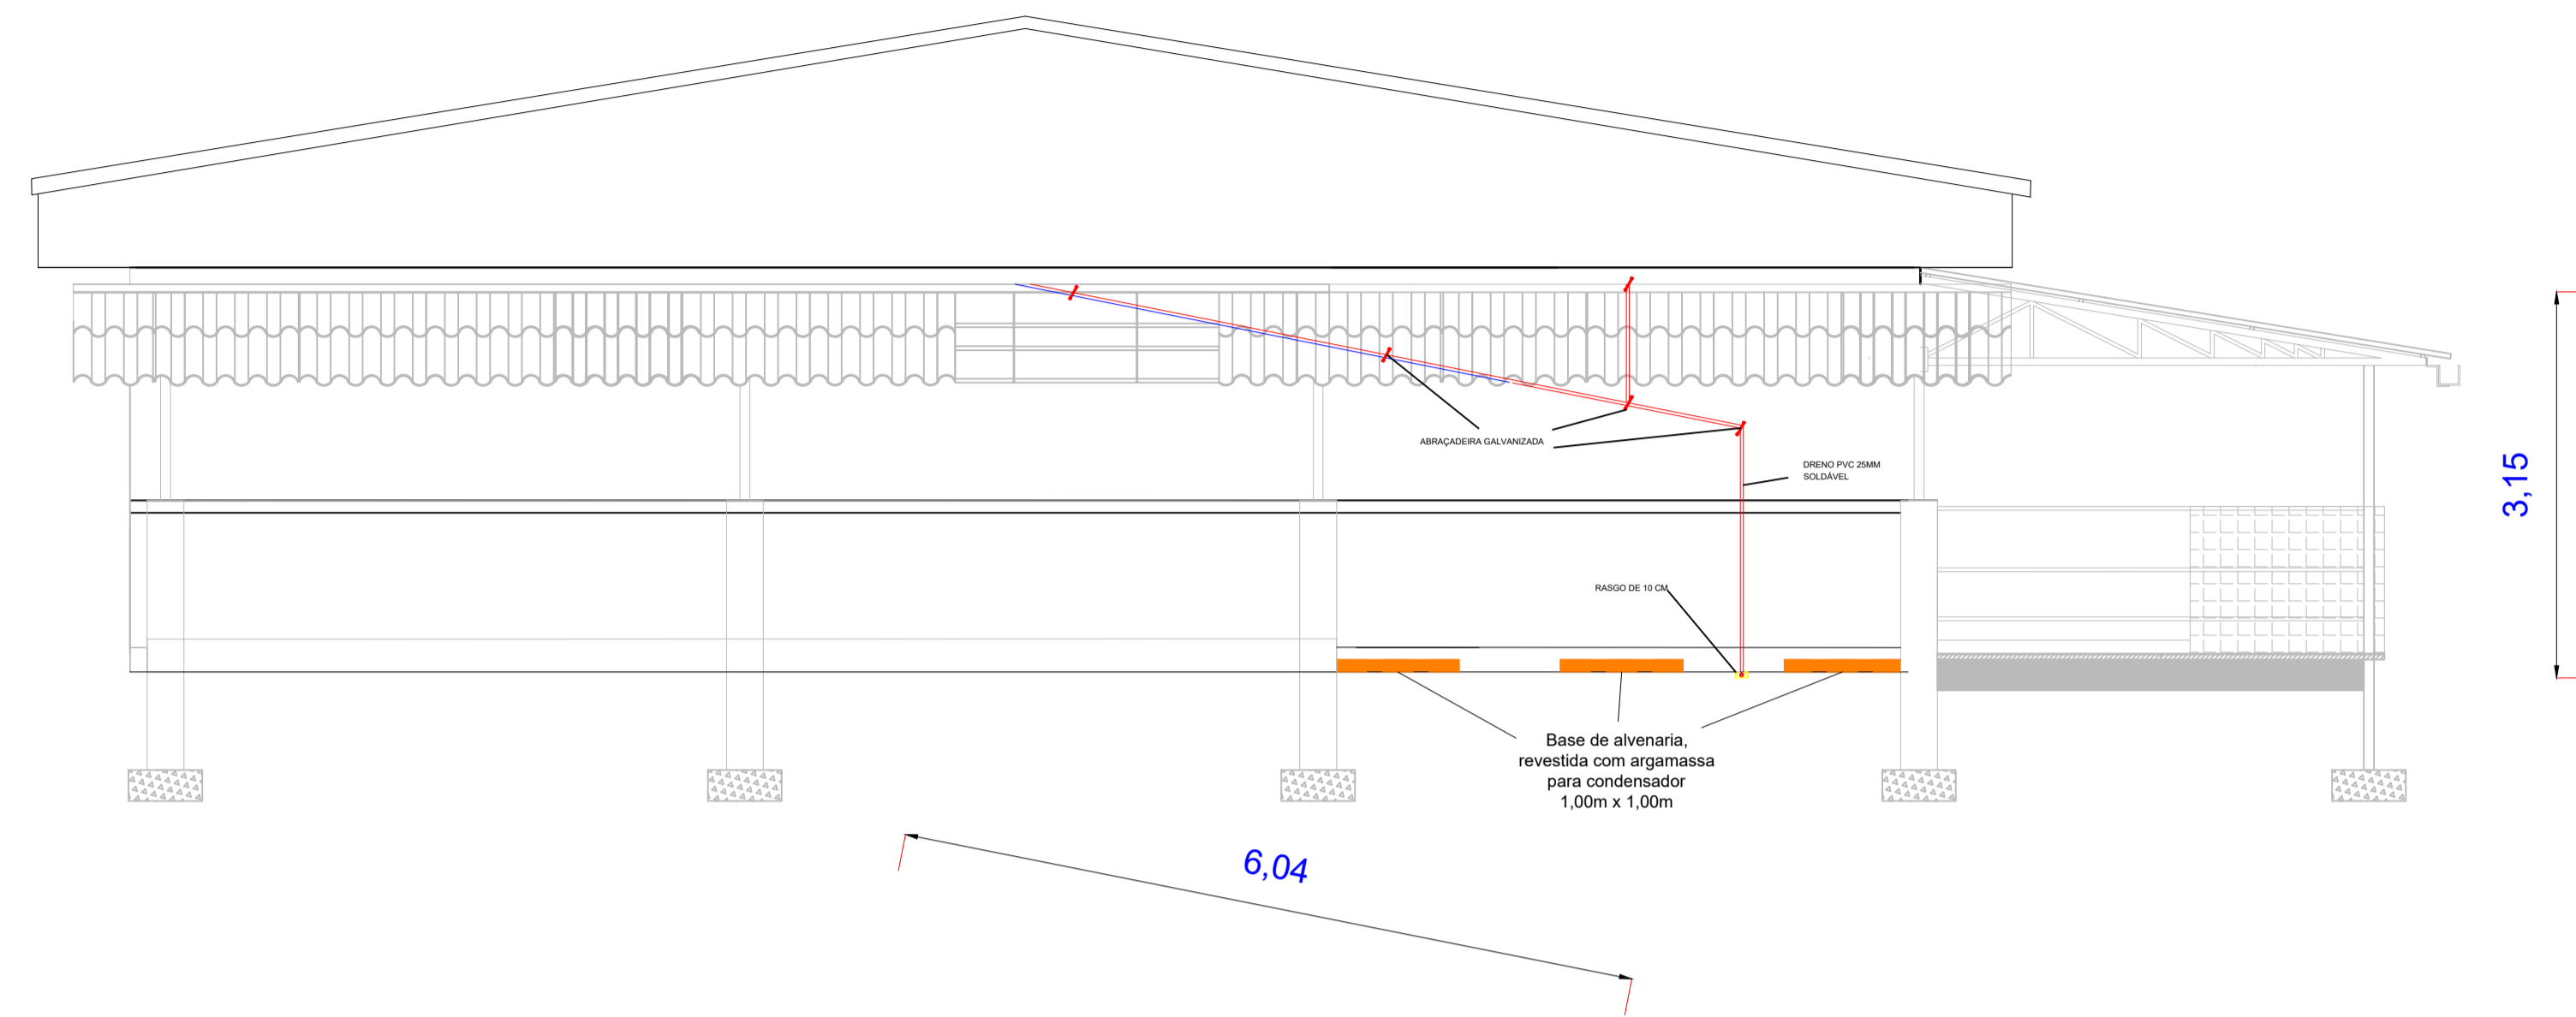 ABRAÇADEIRA GALVANIZADA
DRENO PVC 25MM
SOLDÁVEL
3,15
RASGO DE 10 CM
Base de alvenaria,
revestida com argamassa
para condensador
1,00m x 1,00m
6,04